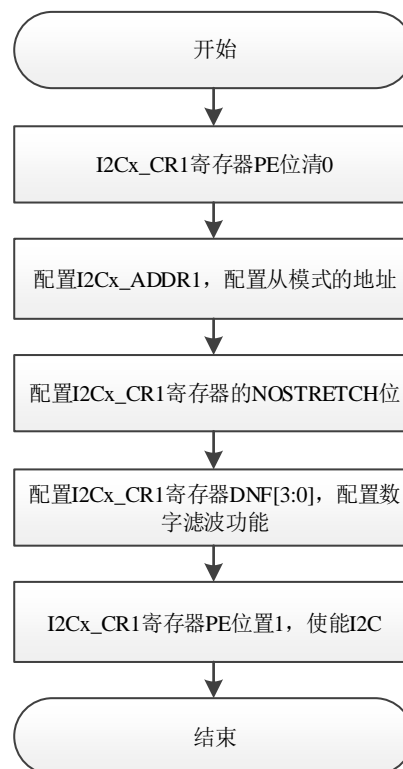 开始
I2Cx_CR1寄存器PE位清0
配置I2Cx_ADDR1，配置从模式的地址
配置I2Cx_CR1寄存器的NOSTRETCH位
配置I2Cx_CR1寄存器DNF[3:0]，配置数
字滤波功能
I2Cx_CR1寄存器PE位置1，使能I2C
结束